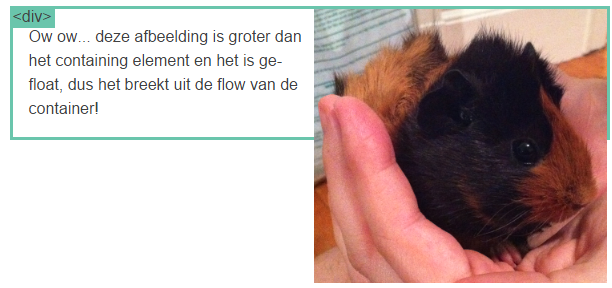 <div>
Ow ow... deze afbeelding is groter dan
het containing element en het is ge-
float, dus het breekt uit de flow van de
container!